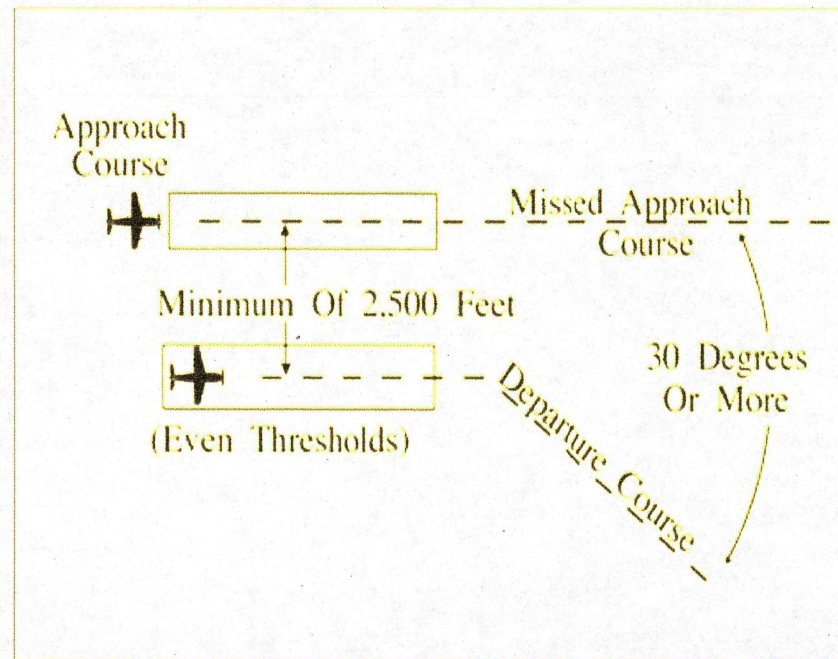 Approach
Course
Missed Approach
Course
Minimum Of 2,500 Feet
30 Degrees
Or More
Departure Course
(Even Thresholds)